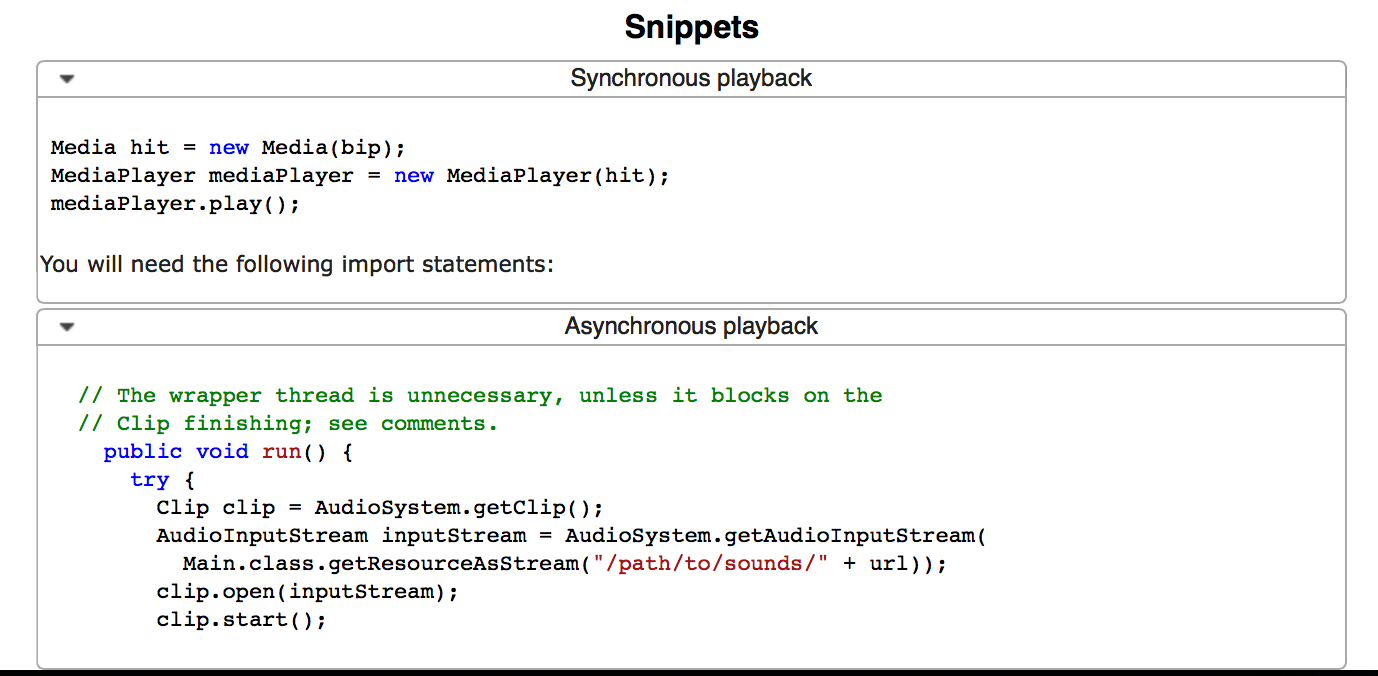 Snippets
Synchronous playback
Media hit = new Media(bip);
MediaPlayer mediaPlayer = new MediaPlayer(hit);
mediaPlayer.play();
You will need the following import statements:
Asynchronous playback
// The wrapper thread is unnecessary, unless it blocks on the
// Clip finishing; see comments.
public void run() {
try {
Clip clip = AudioSystem.getClip();
AudioInputStream inputStream = AudioSystem.getAudioInputStream(
Main.class.getResourceAsStream("/path/to/sounds/" + url));
clip.open(inputStream);
clip.start();